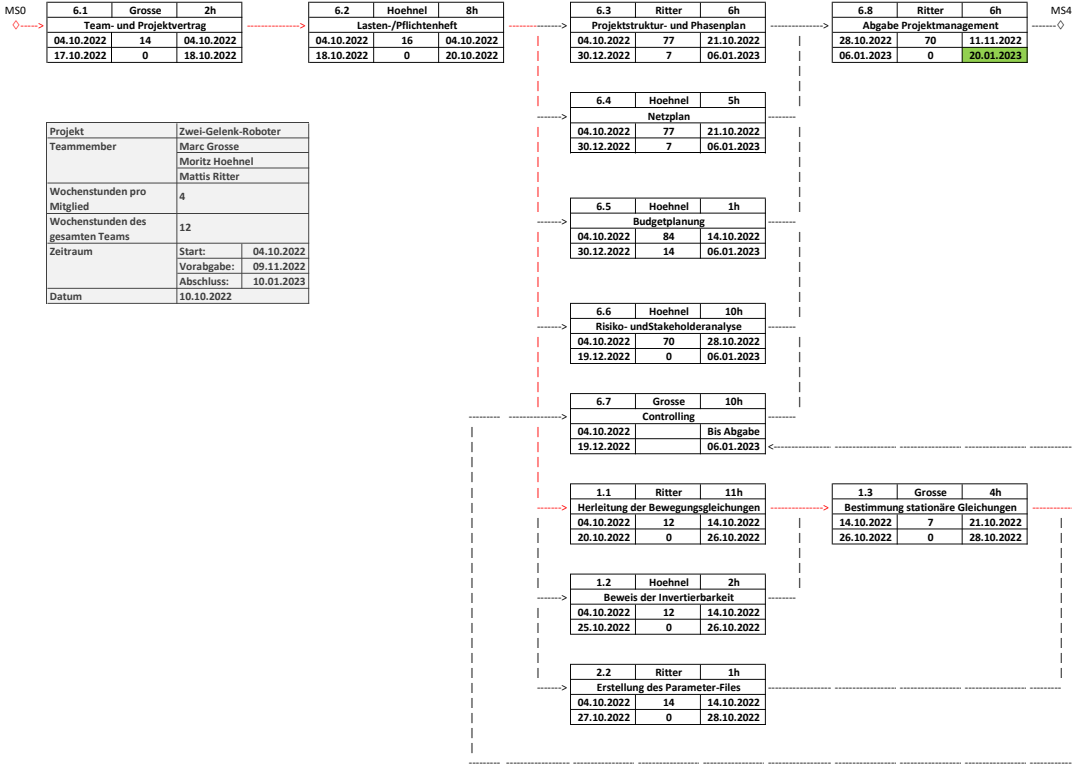 MS0
6.1 Grosse 2h
Team- und Projektvertrag
04.10.2022 14 04.10.2022
17.10.2022 0 18.10.2022
6.2 Hoehnel 8h
Lasten-/Pflichtenheft
04.10.2022 16 04.10.2022
18.10.2022 0 20.10.2022
6.3 Ritter 6h
Projektstruktur- und Phasenplan
04.10.2022 77 21.10.2022
30.12.2022 7 06.01.2023
6.8 Ritter 6h
Abgabe Projektmanagement
28.10.2022 70 11.11.2022
06.01.2023 0 20.01.2023
MS4
6.4 Hoehnel 5h
Netzplan
04.10.2022 77 21.10.2022
30.12.2022 7 06.01.2023
Projekt Zwei-Gelenk-Roboter
Teammember Marc Grosse
Moritz Hoehnel
Mattis Ritter
Wochenstunden pro
Mitglied 4
Wochenstunden des
gesamten Teams 12
Zeitraum Start: 04.10.2022
Vorabgabe: 09.11.2022
Abschluss: 10.01.2023
Datum 10.10.2022
6.5 Hoehnel 1h
Budgetplanung
04.10.2022 84 14.10.2022
30.12.2022 14 06.01.2023
6.6 Hoehnel 10h
Risiko- undStakeholderanalyse
04.10.2022 70 28.10.2022
19.12.2022 0 06.01.2023
6.7 Grosse 10h
Controlling
04.10.2022 Bis Abgabe
19.12.2022 06.01.2023
1.1 Ritter 11h
Herleitung der Bewegungsgleichungen
04.10.2022 12 14.10.2022
20.10.2022 0 26.10.2022
1.3 Grosse 4h
Bestimmung stationäre Gleichungen
14.10.2022 7 21.10.2022
26.10.2022 0 28.10.2022
1.2 Hoehnel 2h
Beweis der Invertierbarkeit
04.10.2022 12 14.10.2022
25.10.2022 0 26.10.2022
2.2 Ritter 1h
Erstellung des Parameter-Files
04.10.2022 14 14.10.2022
27.10.2022 0 28.10.2022